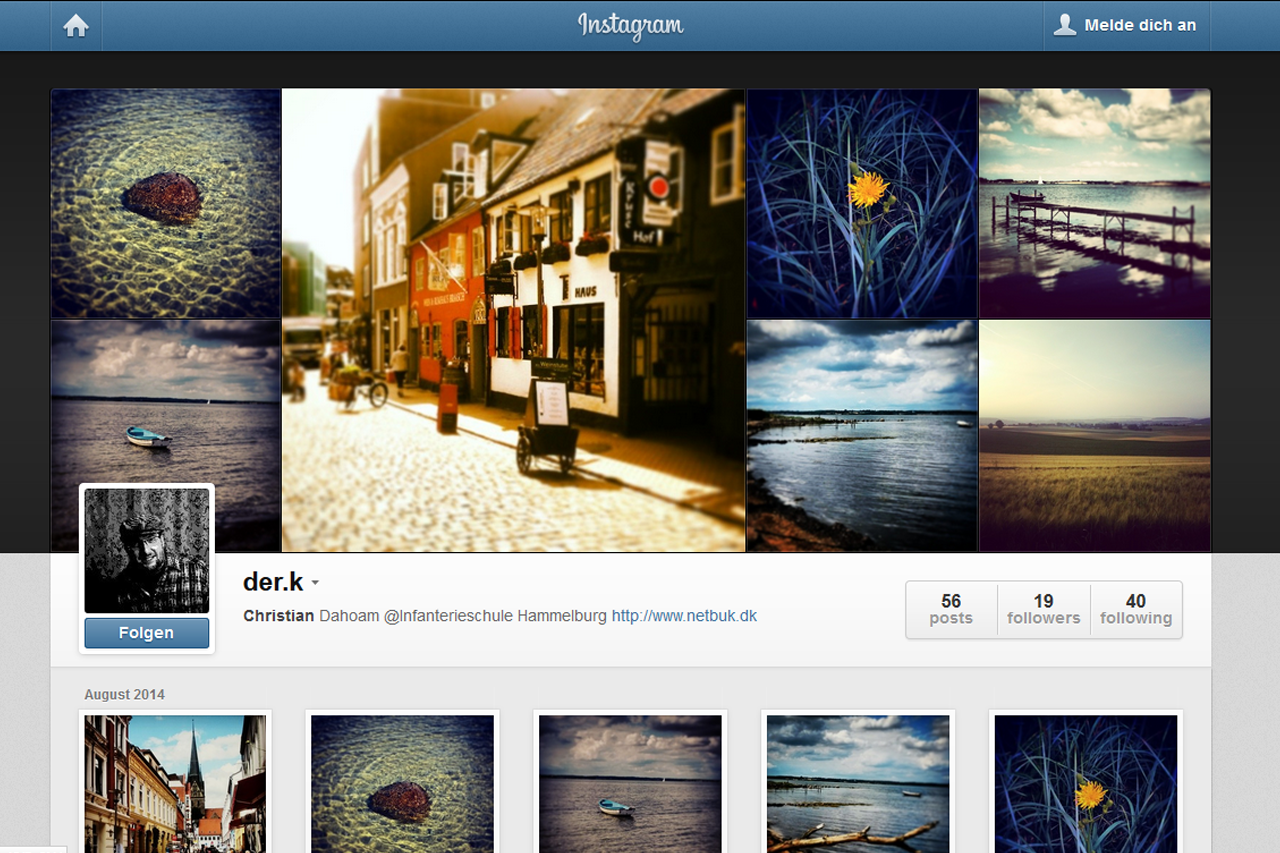 Instagram
Melde dich an
Hof
HAUS
der.k
Christian Dahoam @Infanterieschule Hammelburg http://www.netbuk.dk
56
posts
19
followers
40
following
Folgen
August 2014